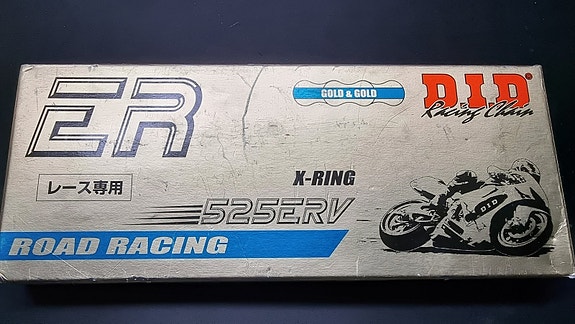 ER
GOLD & GOLD
D.I.D
Racing Chain
レース専用
X-RING
525ERV
D.I.D
ROAD RACING